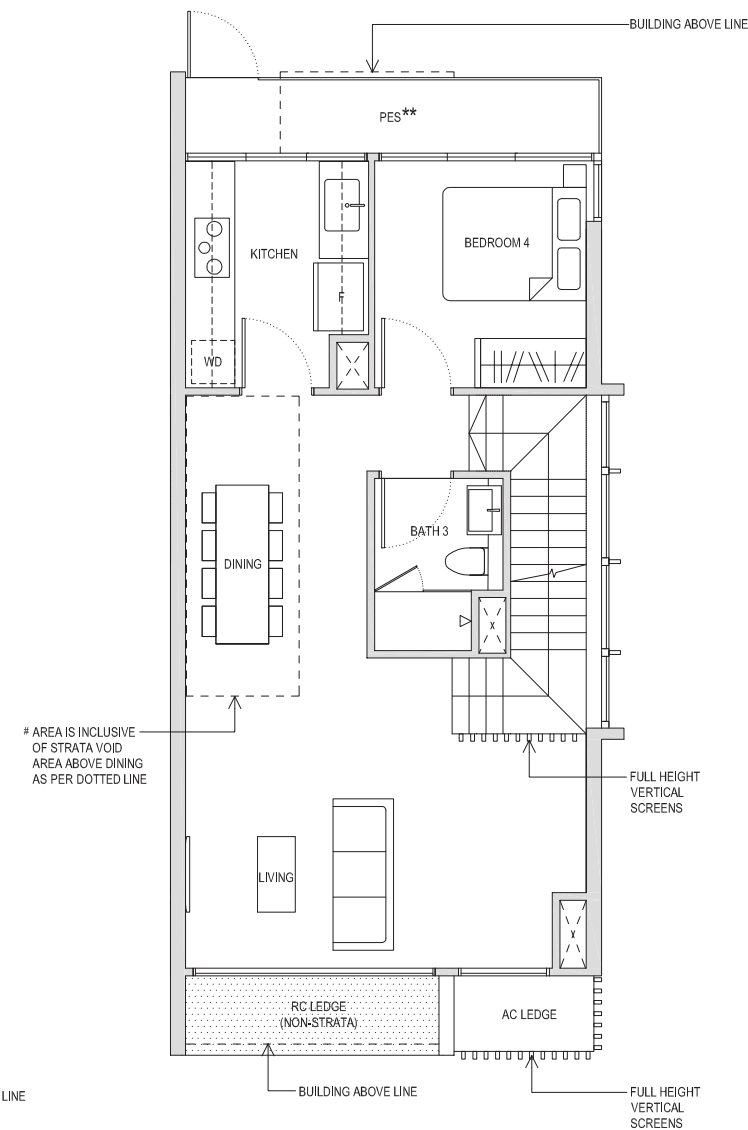 BUILDING ABOVE LINE
PES**
KITCHEN
BEDROOM 4
F
WD
BATH 3
DINING
X
# AREA IS INCLUSIVE
OF STRATA VOID
AREA ABOVE DINING
AS PER DOTTED LINE
FULL HEIGHT
VERTICAL
SCREENS
LIVING
X
RC LEDGE
(NON-STRATA)
AC LEDGE
BUILDING ABOVE LINE
LINE
FULL HEIGHT
VERTICAL
SCREENS